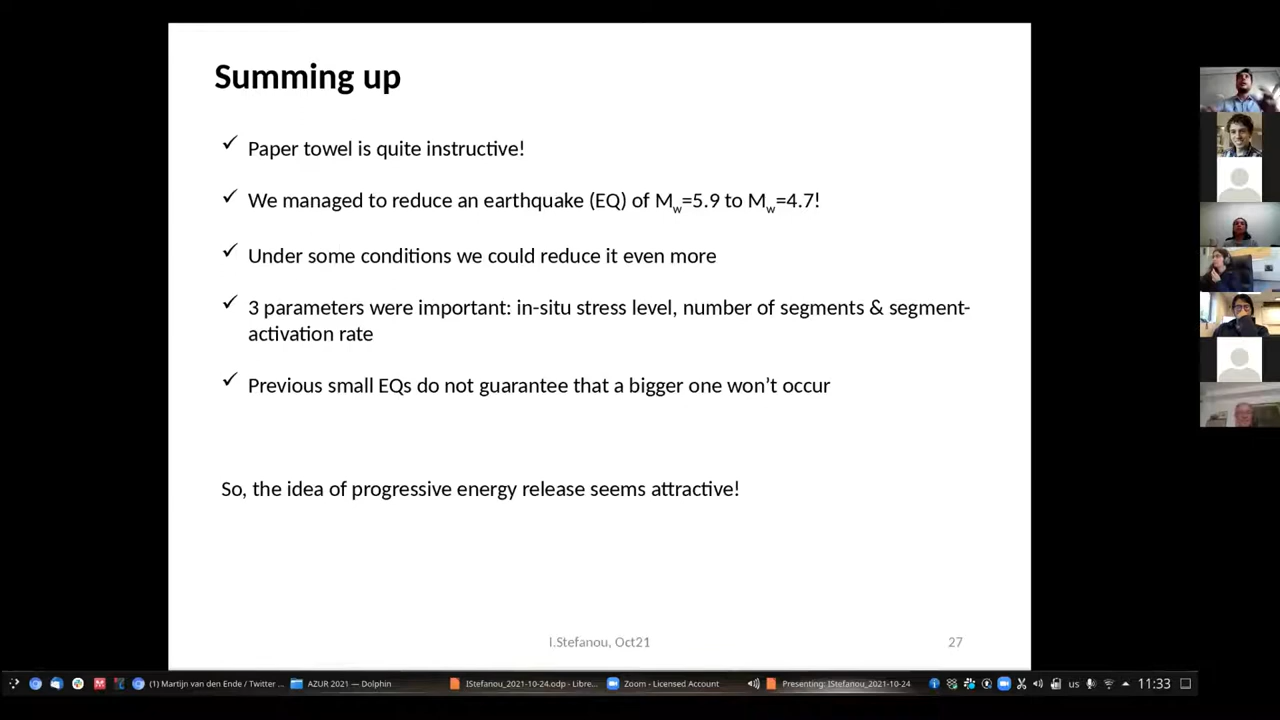 Summing up
✓ Paper towel is quite instructive!
✓ We managed to reduce an earthquake (EQ) of Mw=5.9 to Mw=4.7!
✓ Under some conditions we could reduce it even more
✓ 3 parameters were important: in-situ stress level, number of segments & segment-
activation rate
✓ Previous small EQs do not guarantee that a bigger one won't occur
So, the idea of progressive energy release seems attractive!
I.Stefanou, Oct21
27
(1) Martijn van den Ende / Twitter ... AZUR 2021 — Dolphin IStefanou_2021-10-24.odp - Libre... Zoom - Licensed Account Presenting: IStefanou_2021-10-24 us 11:33